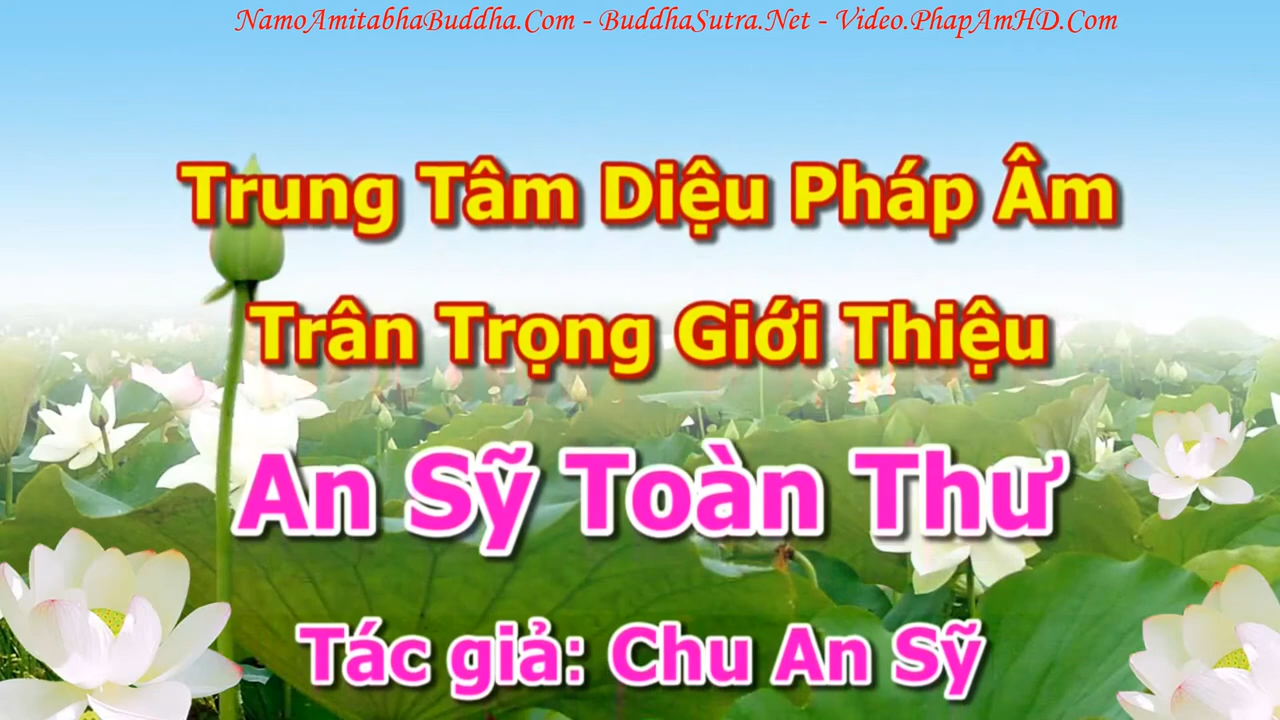 NamoAmitabhaBuddha.Com - BuddhaSutra.Net - Video.PhapAmHD.Com
Trung Tâm Diệu Pháp Âm
Trân Trọng Giới Thiệu
An Sỹ Toàn Thư
Tác giả: Chu An Sỹ